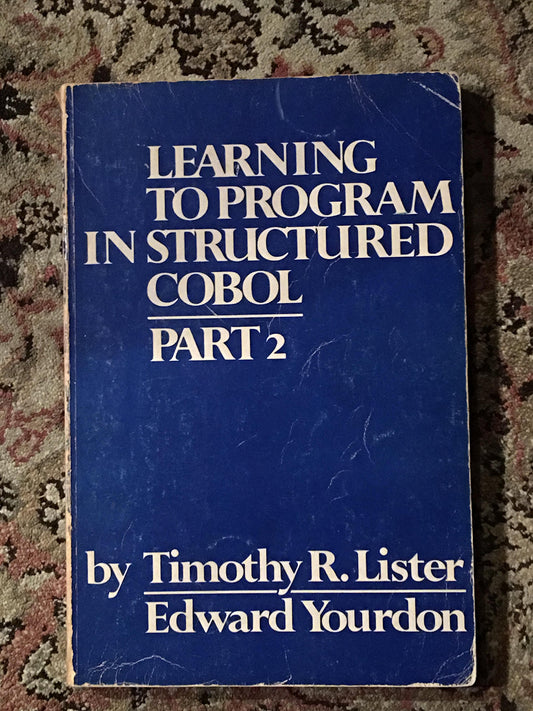 LEARNING
TO PROGRAM
IN STRUCTURED
COBOL
PART 2
by Timothy R. Lister
Edward Yourdon